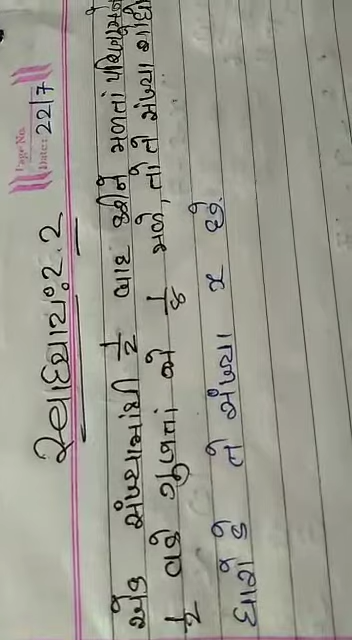 Page No.
Date: 22/7
સ્વાધ્યાય: 2.2
એક સંખ્યામાંથી 1/2 બાદ કરીને મળતાં પરિણામને
1/2 વડે ગુણતાં જો 1/8 મળે, તો તે સંખ્યા શોધો
ધારો કે તે સંખ્યા x છે.